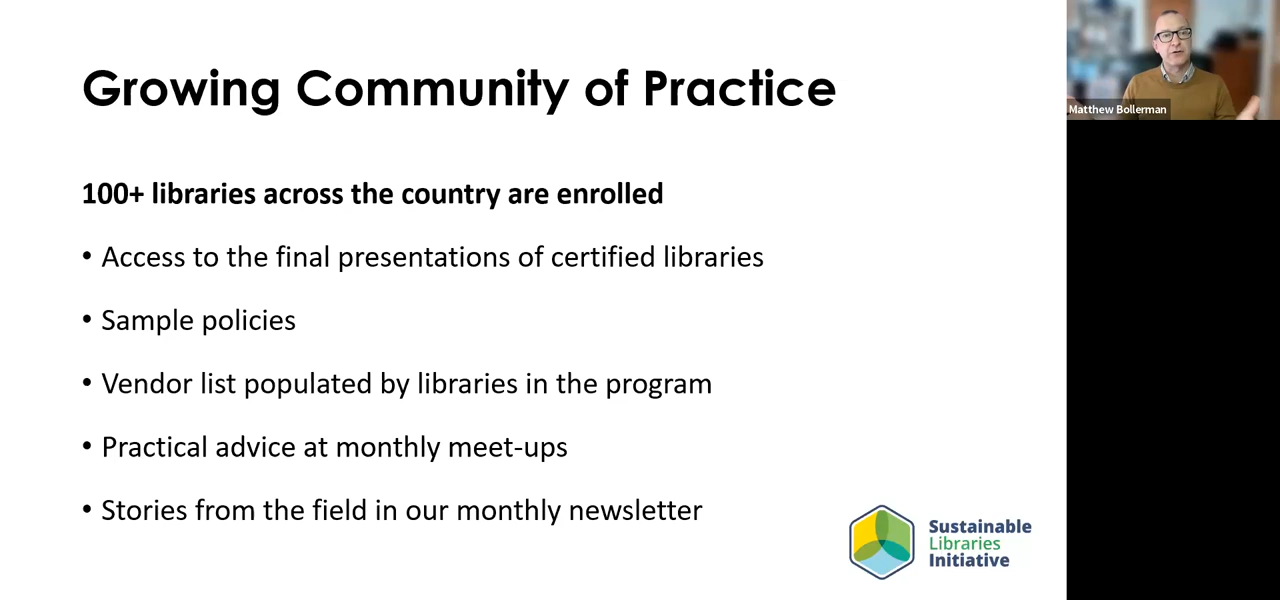 Growing Community of Practice
100+ libraries across the country are enrolled
• Access to the final presentations of certified libraries
• Sample policies
• Vendor list populated by libraries in the program
• Practical advice at monthly meet-ups
• Stories from the field in our monthly newsletter
Sustainable
Libraries
Initiative
Matthew Bollerman